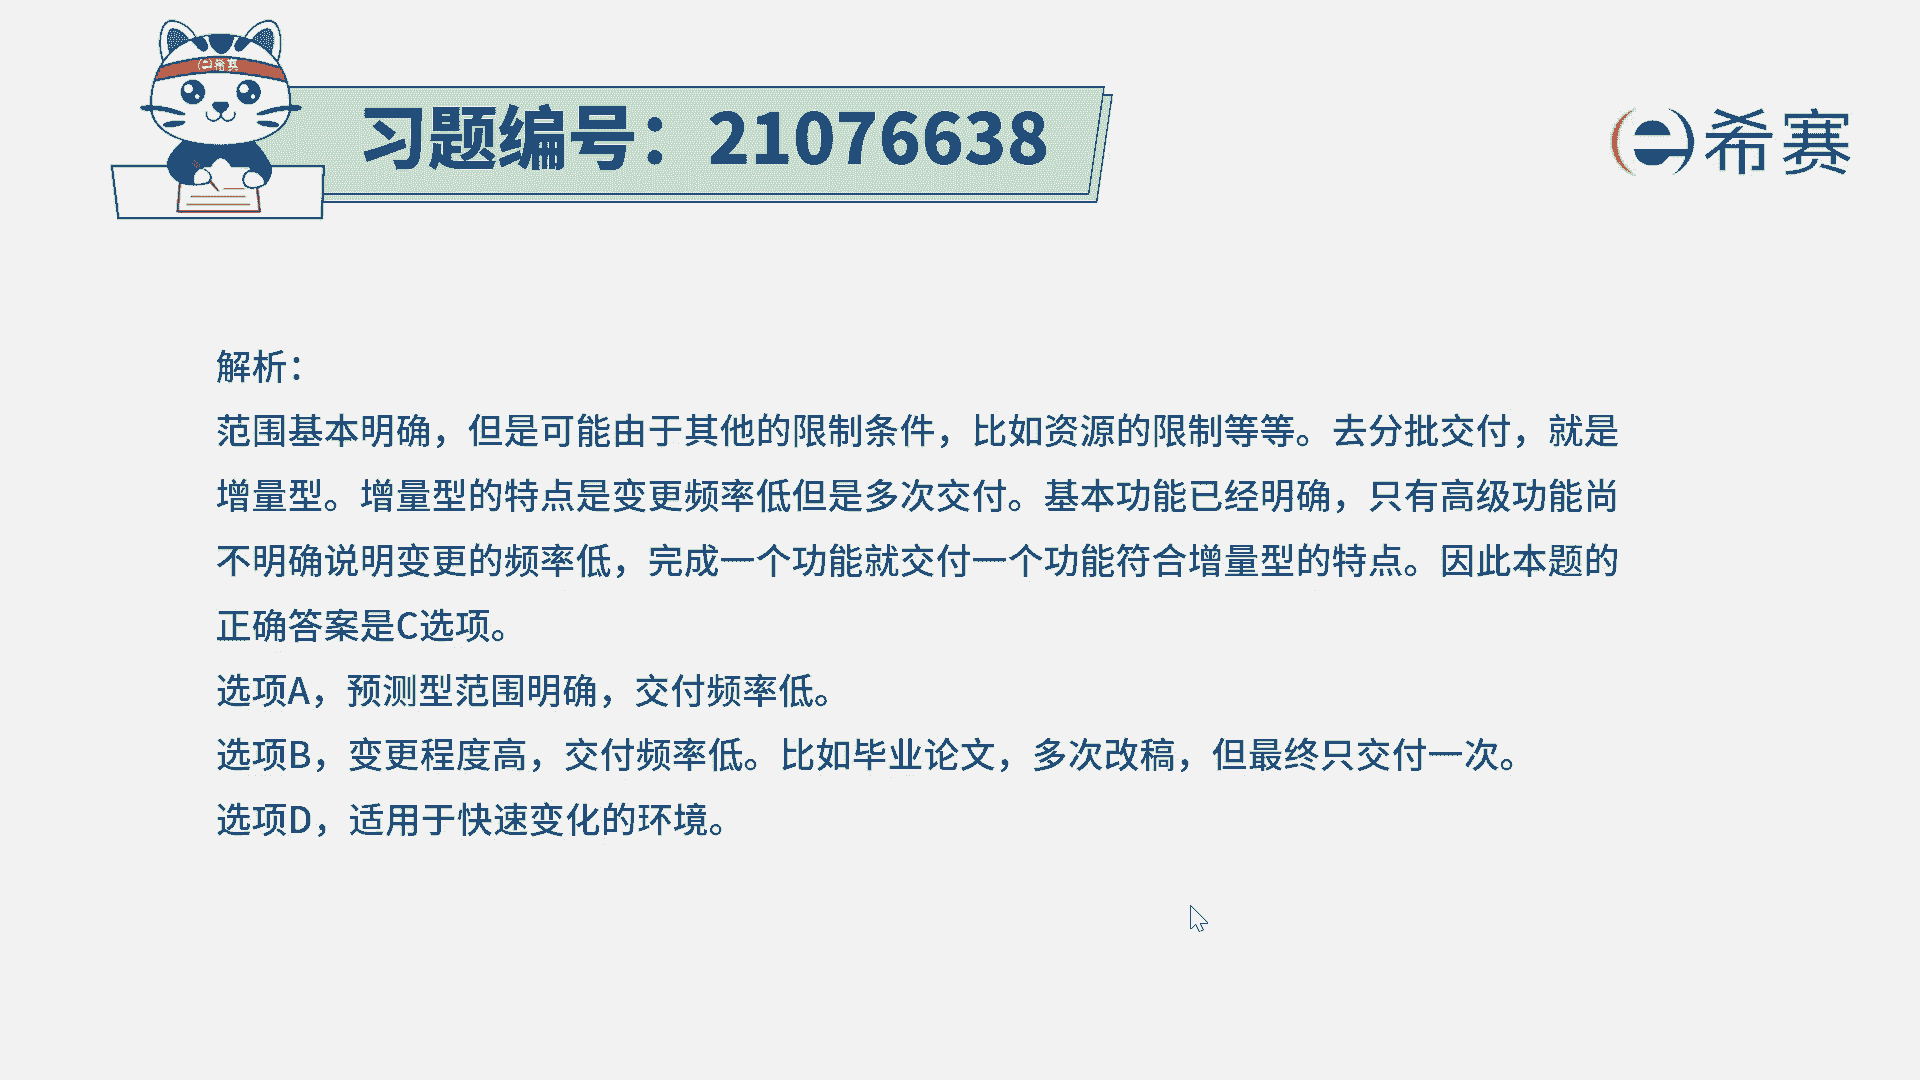 e希赛
习题编号：21076638
e希赛
解析：
范围基本明确，但是可能由于其他的限制条件，比如资源的限制等等。去分批交付，就是
增量型。增量型的特点是变更频率低但是多次交付。基本功能已经明确，只有高级功能尚
不明确说明变更的频率低，完成一个功能就交付一个功能符合增量型的特点。因此本题的
正确答案是C选项。
选项A，预测型范围明确，交付频率低。
选项B，变更程度高，交付频率低。比如毕业论文，多次改稿，但最终只交付一次。
选项D，适用于快速变化的环境。